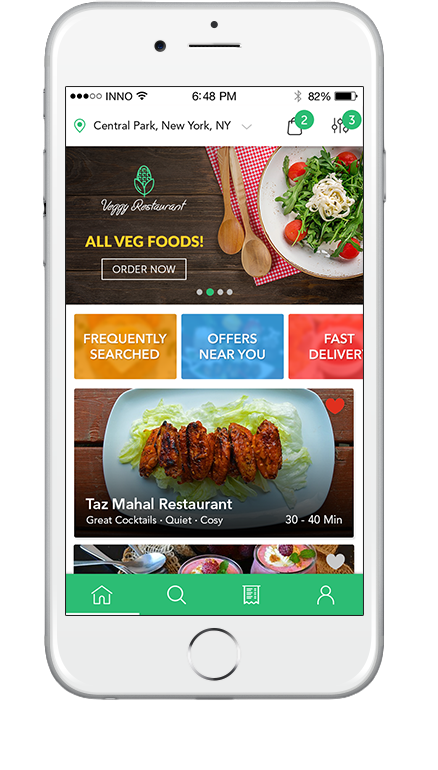 INNO
6:48 PM
82%
Central Park, New York, NY
2
3
Veggy Restaurant
ALL VEG FOODS!
ORDER NOW
FREQUENTLY
SEARCHED
OFFERS
NEAR YOU
FAST
DELIVER
Taz Mahal Restaurant
Great Cocktails · Quiet · Cosy
30 - 40 Min